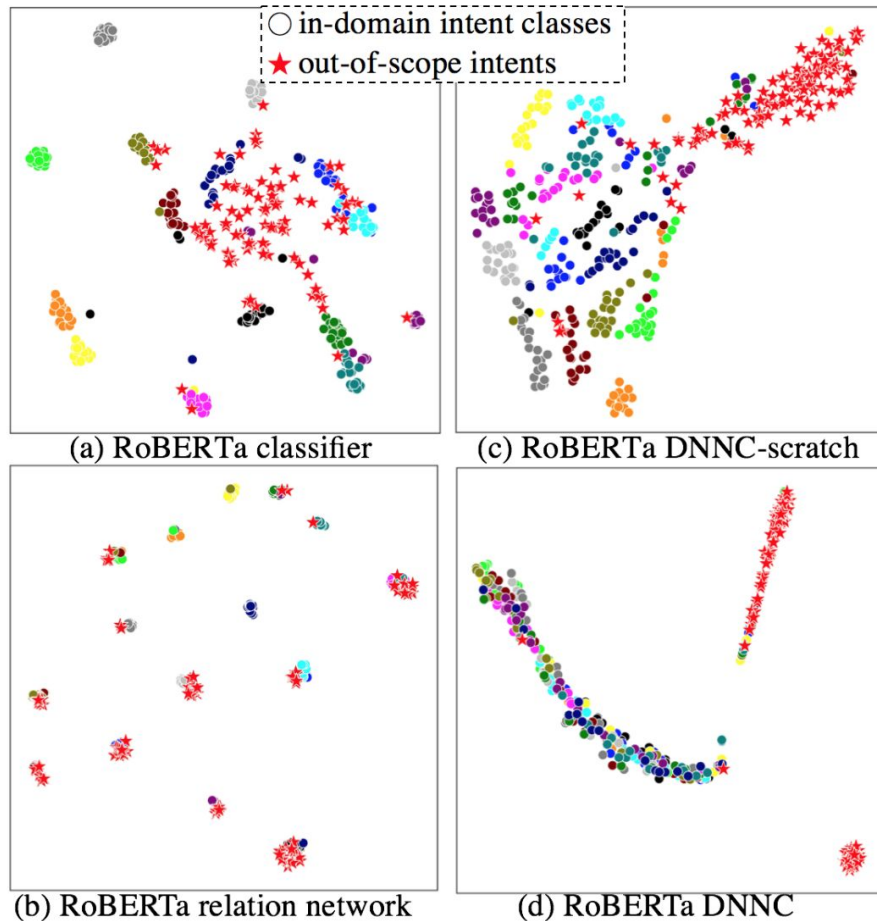 in-domain intent classes
out-of-scope intents
(a) RoBERTa classifier
(c) RoBERTa DNNC-scratch
(b) RoBERTa relation network
(d) RoBERTa DNNC